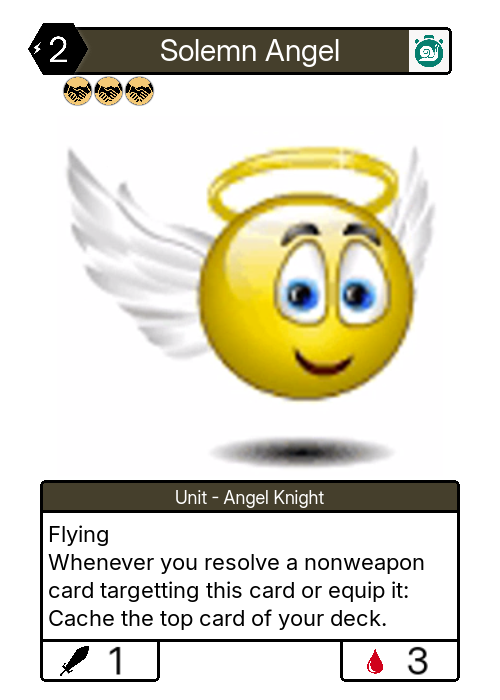 2
Solemn Angel
Unit - Angel Knight
Flying
Whenever you resolve a nonweapon
card targetting this card or equip it:
Cache the top card of your deck.
1
3